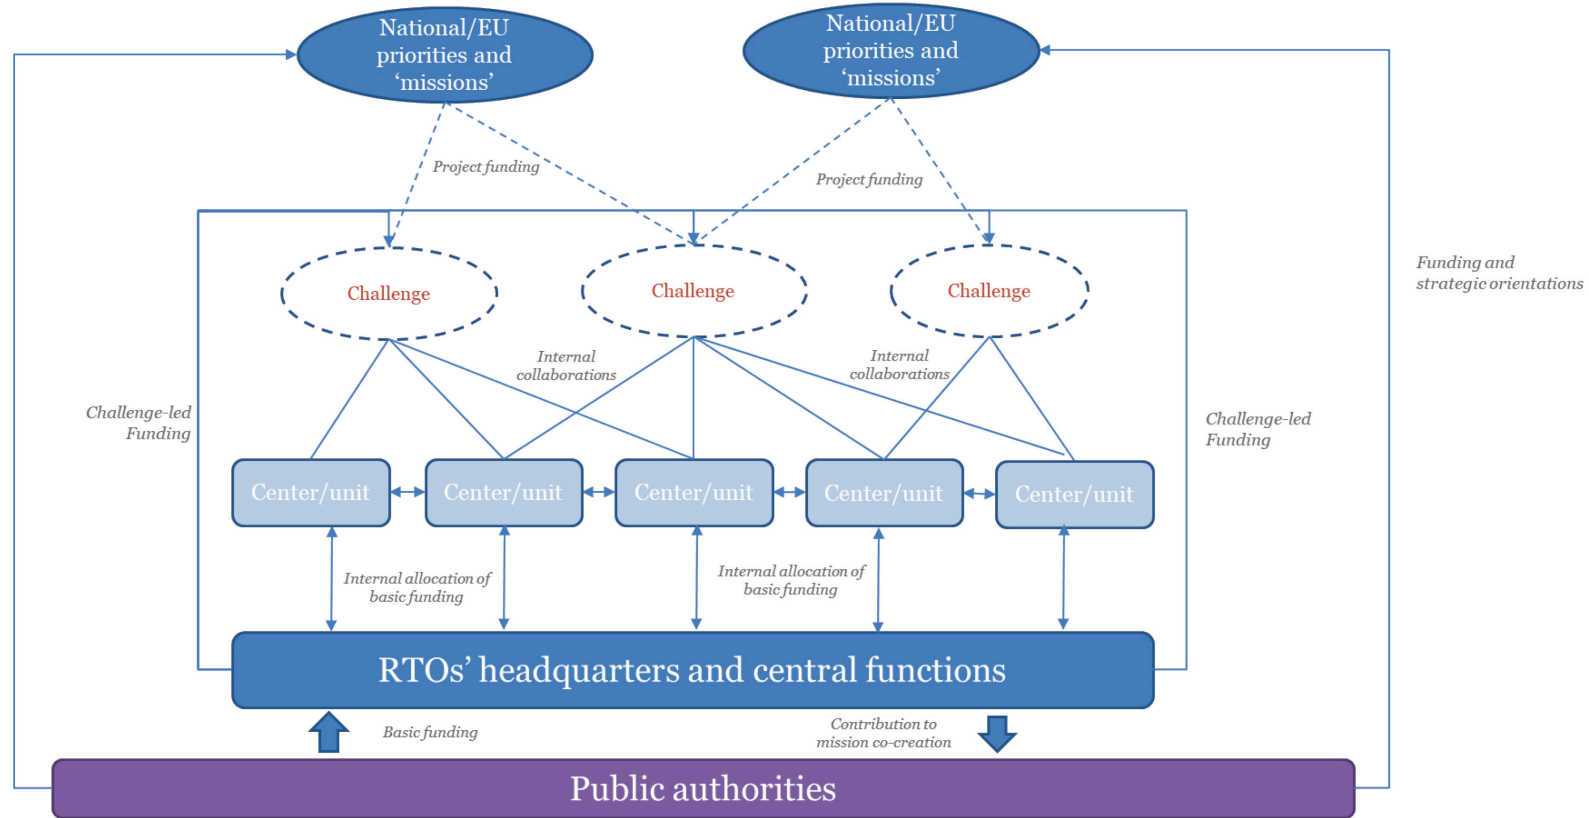 National/EU
priorities and
‘missions’
National/EU
priorities and
‘missions’
Project funding
Project funding
Funding and
strategic orientations
Challenge
Challenge
Challenge
Internal
collaborations
Internal
collaborations
Challenge-led
Funding
Challenge-led
Funding
Center/unit
Center/unit
Center/unit
Center/unit
Center/unit
Internal allocation of
basic funding
Internal allocation of
basic funding
RTOs’ headquarters and central functions
Basic funding
Contribution to
mission co-creation
Public authorities